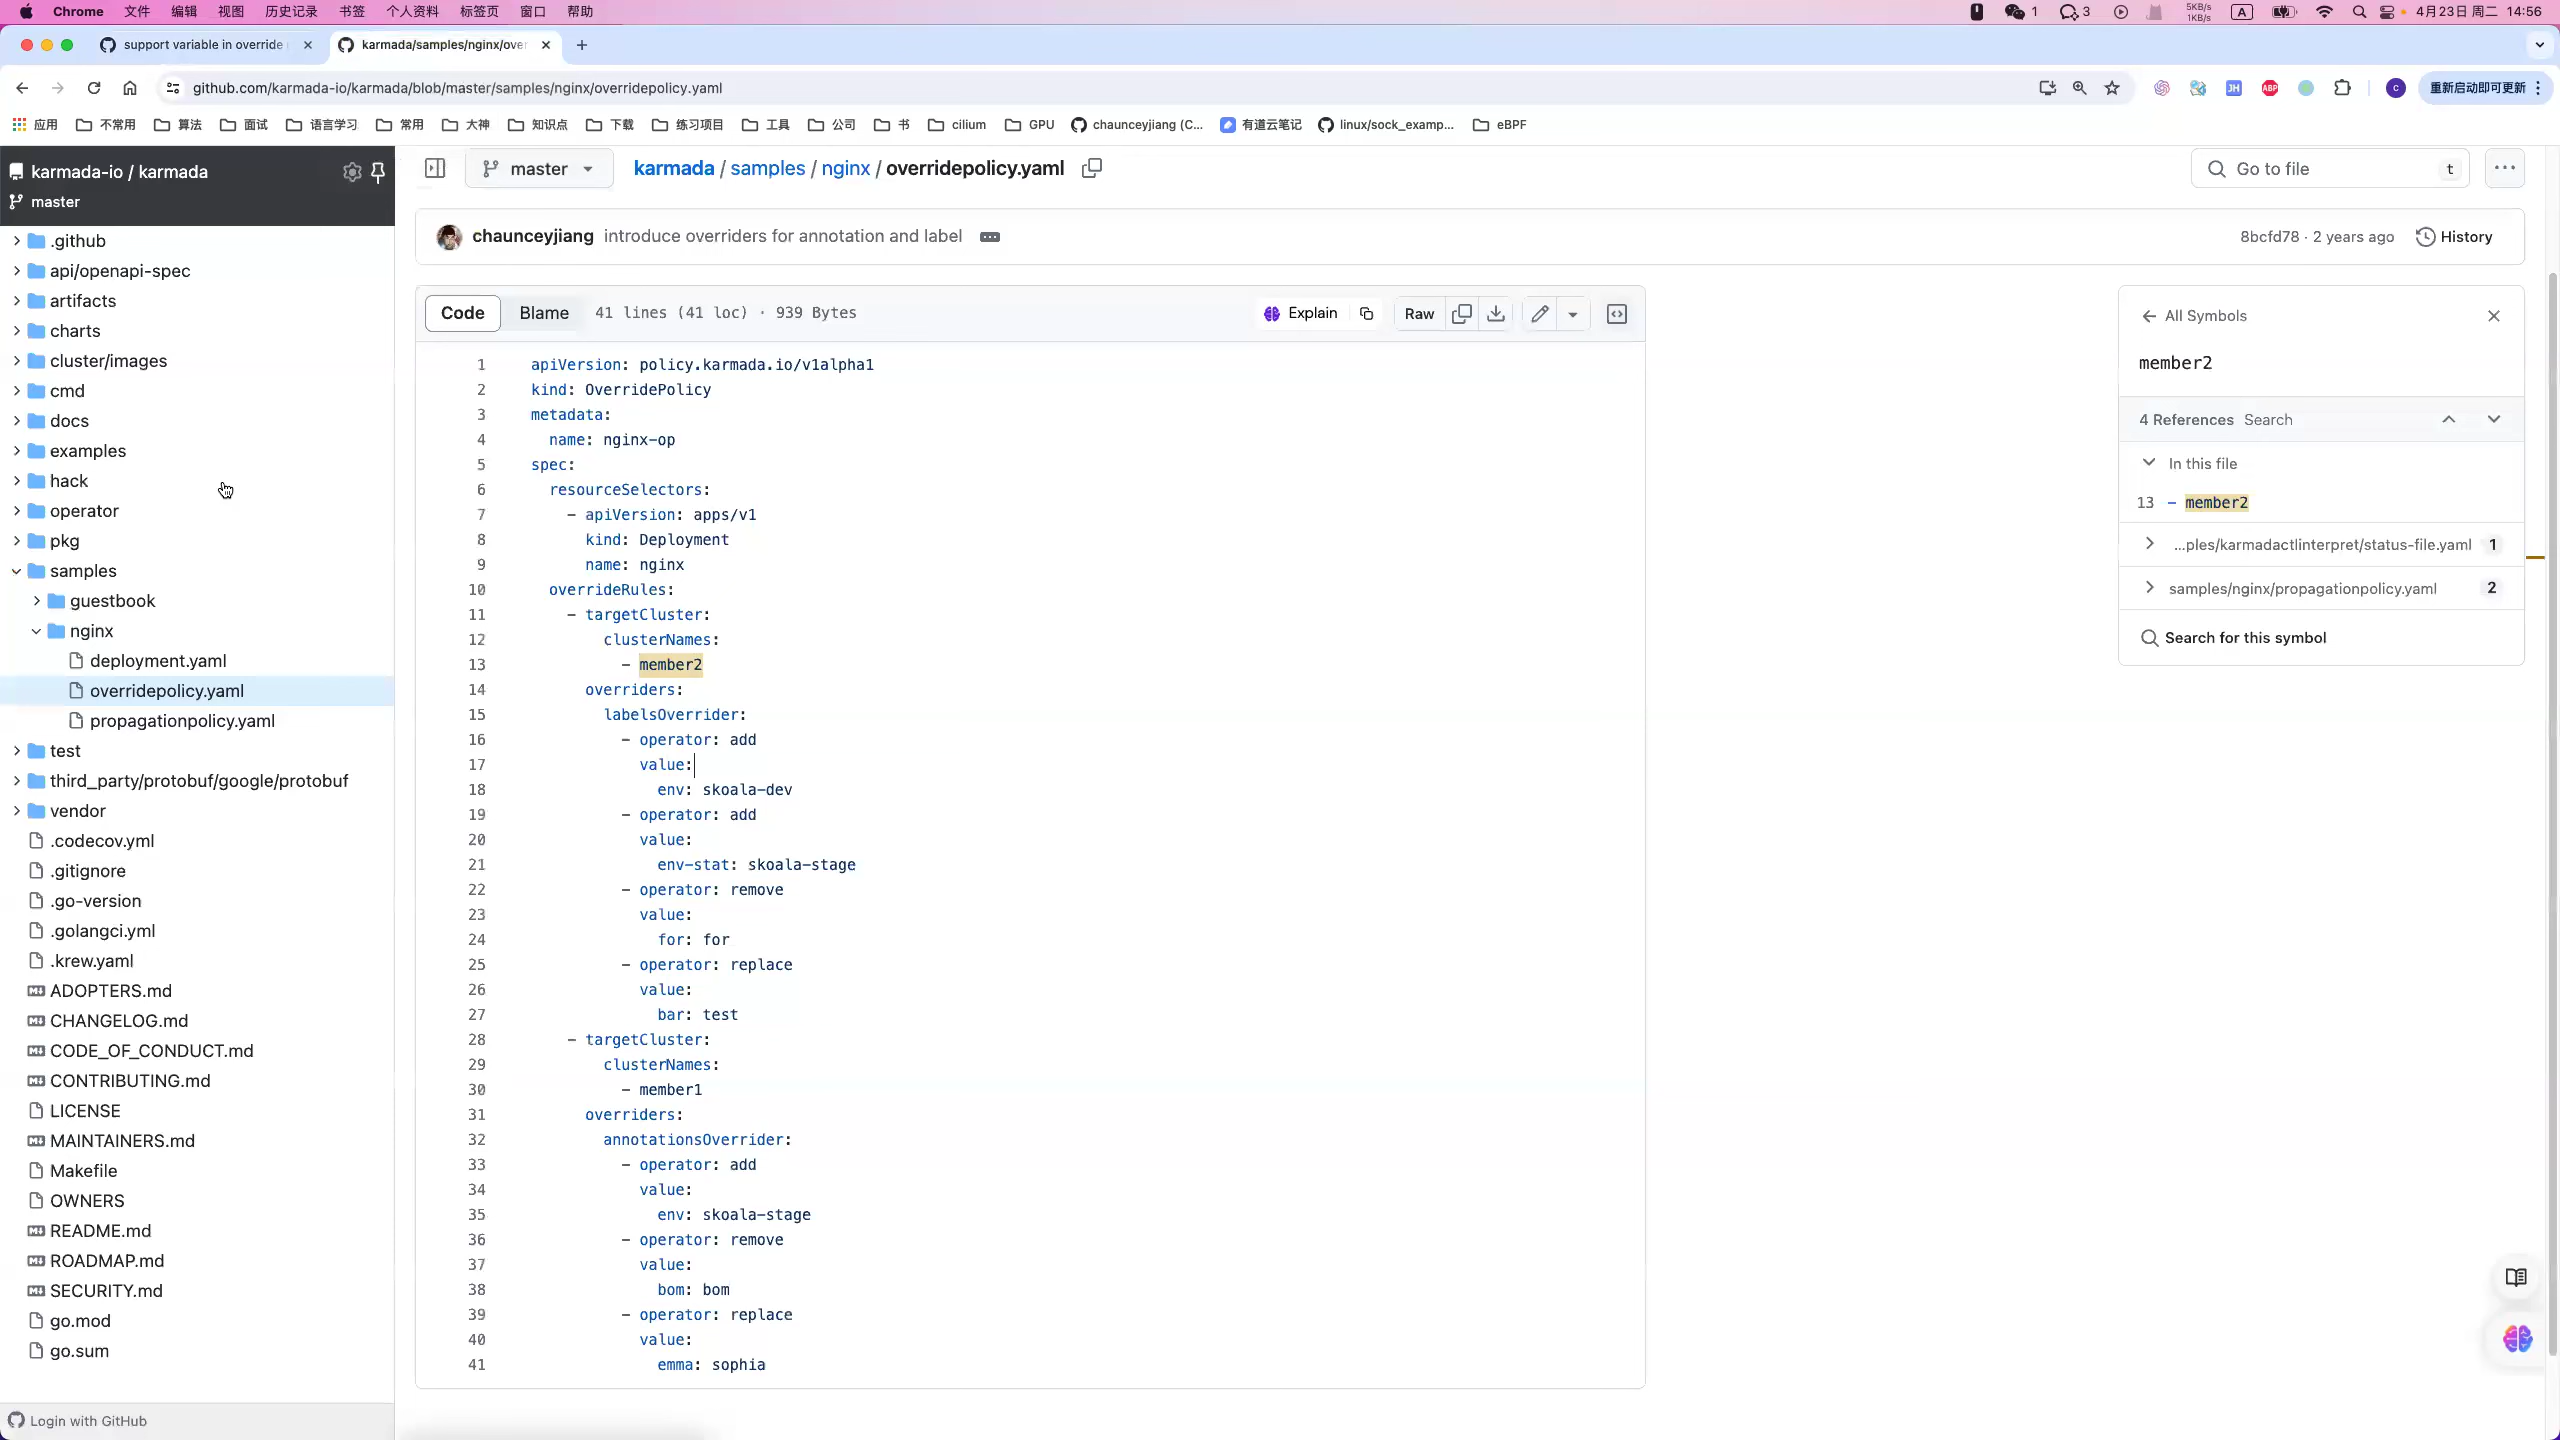 Chrome 文件 编辑 视图 历史记录 书签 个人资料 标签页 窗口 帮助 1 3 5KB/s 1KB/s A 4月23日 周二 14:56
support variable in override karmada/samples/nginx/over
github.com/karmada-io/karmada/blob/master/samples/nginx/overridepolicy.yaml JH ABP C 重新启动即可更新
应用 不常用 算法 面试 语言学习 常用 大神 知识点 下载 练习项目 工具 公司 书 cilium GPU chaunceyjiang (C... 有道云笔记 linux/sock_examp... eBPF
karmada-io / karmada
master
.github
api/openapi-spec
artifacts
charts
cluster/images
cmd
docs
examples
hack
operator
pkg
samples
guestbook
nginx
deployment.yaml
overridepolicy.yaml
propagationpolicy.yaml
test
third_party/protobuf/google/protobuf
vendor
.codecov.yml
.gitignore
.go-version
.golangci.yml
.krew.yaml
ADOPTERS.md
CHANGELOG.md
CODE_OF_CONDUCT.md
CONTRIBUTING.md
LICENSE
MAINTAINERS.md
Makefile
OWNERS
README.md
ROADMAP.md
SECURITY.md
go.mod
go.sum
Login with GitHub
master karmada / samples / nginx / overridepolicy.yaml Go to file t
chaunceyjiang introduce overriders for annotation and label 8bcfd78 · 2 years ago History
Code Blame 41 lines (41 loc) · 939 Bytes Explain Raw
1 apiVersion: policy.karmada.io/v1alpha1
2 kind: OverridePolicy
3 metadata:
4 name: nginx-op
5 spec:
6 resourceSelectors:
7 - apiVersion: apps/v1
8 kind: Deployment
9 name: nginx
10 overrideRules:
11 - targetCluster:
12 clusterNames:
13 - member2
14 overriders:
15 labelsOverrider:
16 - operator: add
17 value:
18 env: skoala-dev
19 - operator: add
20 value:
21 env-stat: skoala-stage
22 - operator: remove
23 value:
24 for: for
25 - operator: replace
26 value:
27 bar: test
28 - targetCluster:
29 clusterNames:
30 - member1
31 overriders:
32 annotationsOverrider:
33 - operator: add
34 value:
35 env: skoala-stage
36 - operator: remove
37 value:
38 bom: bom
39 - operator: replace
40 value:
41 emma: sophia
All Symbols
member2
4 References Search
In this file
13 - member2
...ples/karmadactlinterpret/status-file.yaml 1
samples/nginx/propagationpolicy.yaml 2
Search for this symbol